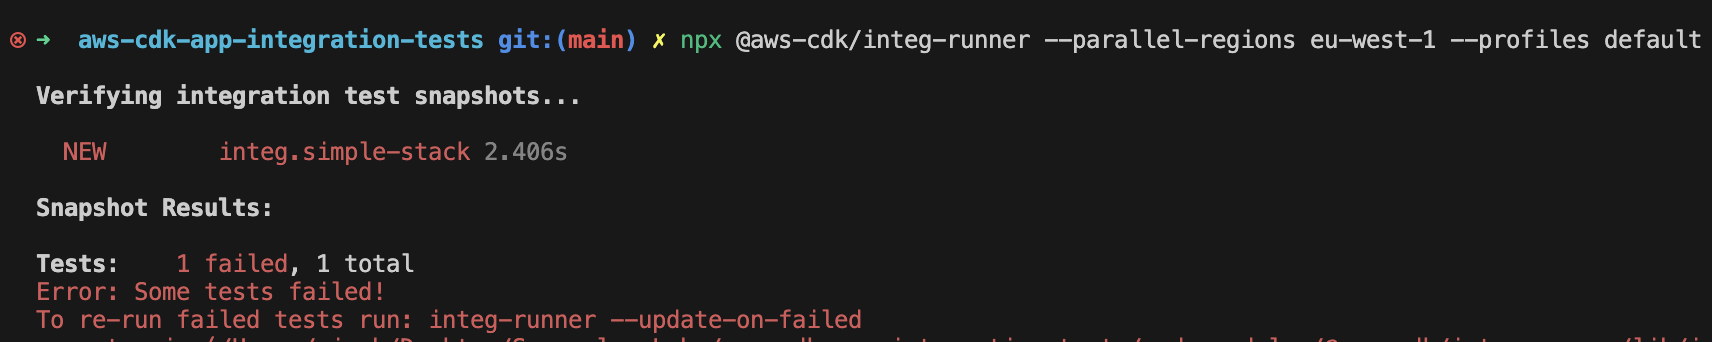 ⊗ ➜ aws-cdk-app-integration-tests git:(main) ✗ npx @aws-cdk/integ-runner --parallel-regions eu-west-1 --profiles default
Verifying integration test snapshots...
NEW integ.simple-stack 2.406s
Snapshot Results:
Tests: 1 failed, 1 total
Error: Some tests failed!
To re-run failed tests run: integ-runner --update-on-failed